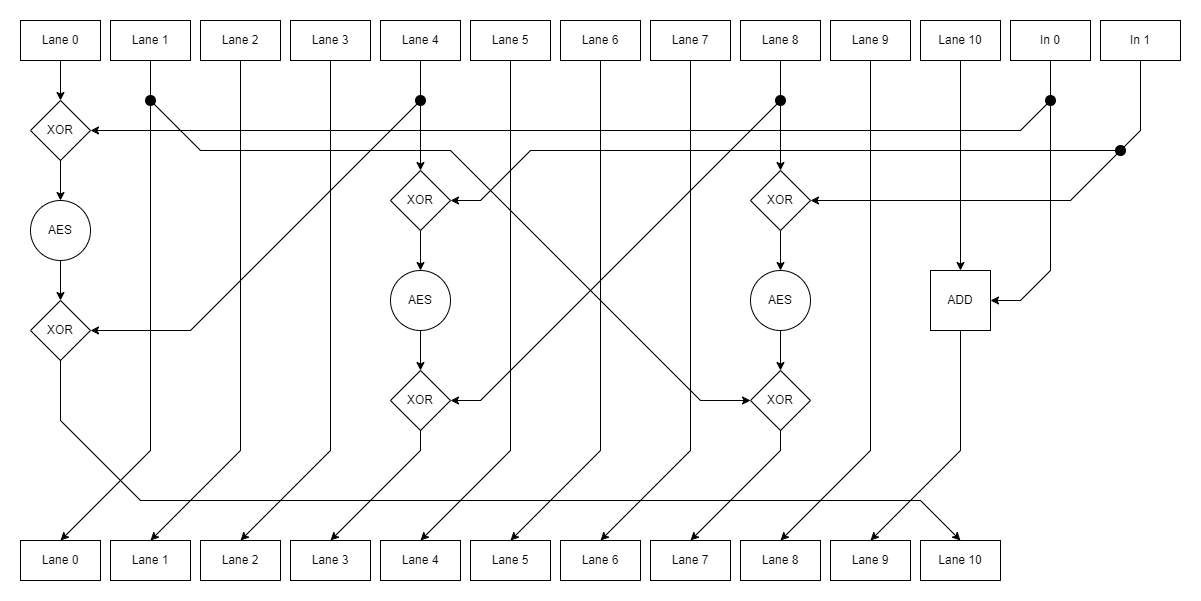 Lane 0 Lane 1 Lane 2 Lane 3 Lane 4 Lane 5 Lane 6 Lane 7 Lane 8 Lane 9 Lane 10 In 0 In 1
XOR
XOR XOR
AES
AES ADD AES
XOR
XOR XOR
Lane 0 Lane 1 Lane 2 Lane 3 Lane 4 Lane 5 Lane 6 Lane 7 Lane 8 Lane 9 Lane 10